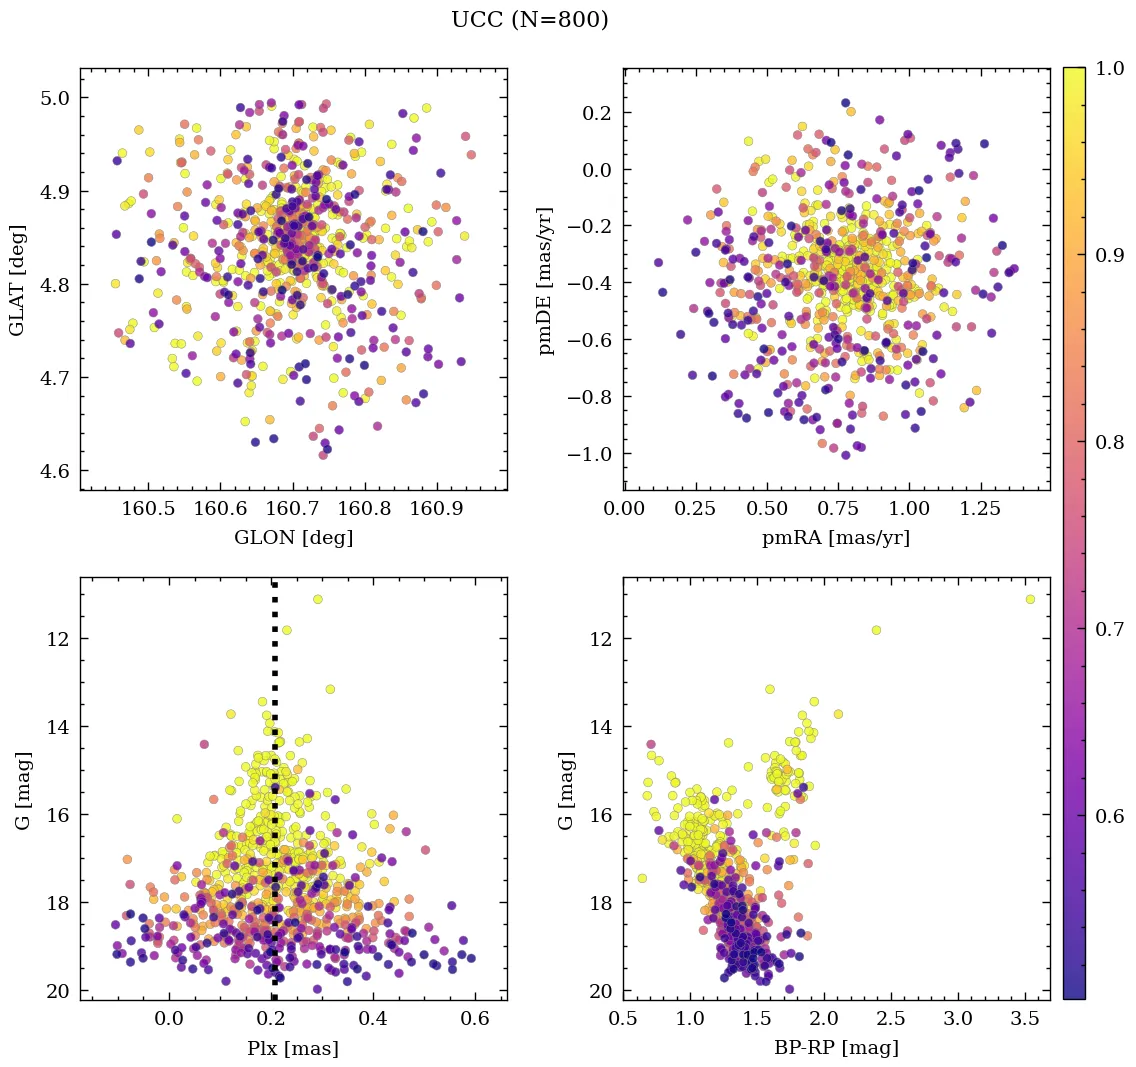 UCC (N=800)
5.0
4.9
4.8
4.7
4.6
GLAT [deg]
160.5 160.6 160.7 160.8 160.9
GLON [deg]
0.2
0.0
−0.2
−0.4
−0.6
−0.8
−1.0
pmDE [mas/yr]
0.00 0.25 0.50 0.75 1.00 1.25
pmRA [mas/yr]
1.0
0.9
0.8
0.7
0.6
12
14
16
18
20
G [mag]
0.0 0.2 0.4 0.6
Plx [mas]
12
14
16
18
20
G [mag]
0.5 1.0 1.5 2.0 2.5 3.0 3.5
BP-RP [mag]